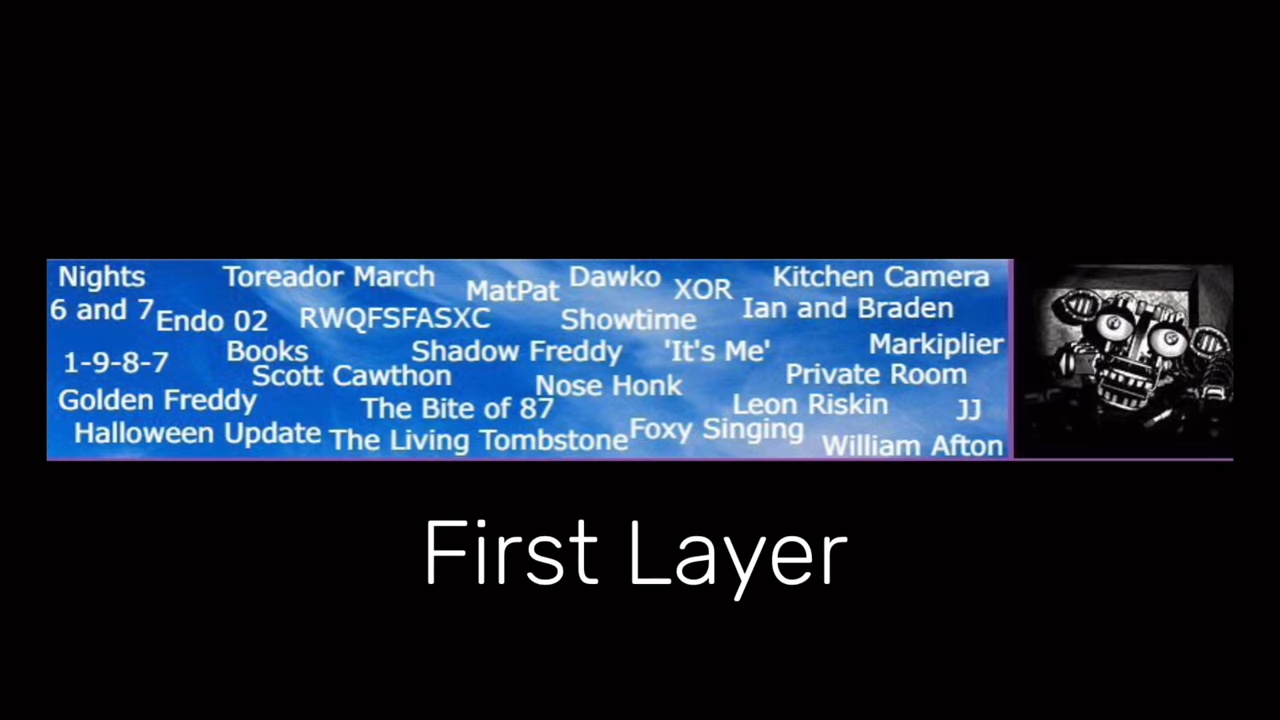 Nights
6 and 7
Toreador March
MatPat
Dawko
XOR
Kitchen Camera
Endo 02
RWQFSFASXC
Showtime
Ian and Braden
1-9-8-7
Books
Shadow Freddy
'It's Me'
Markiplier
Scott Cawthon
Nose Honk
Private Room
Golden Freddy
The Bite of 87
Leon Riskin
JJ
Halloween Update
The Living Tombstone
Foxy Singing
William Afton
First Layer